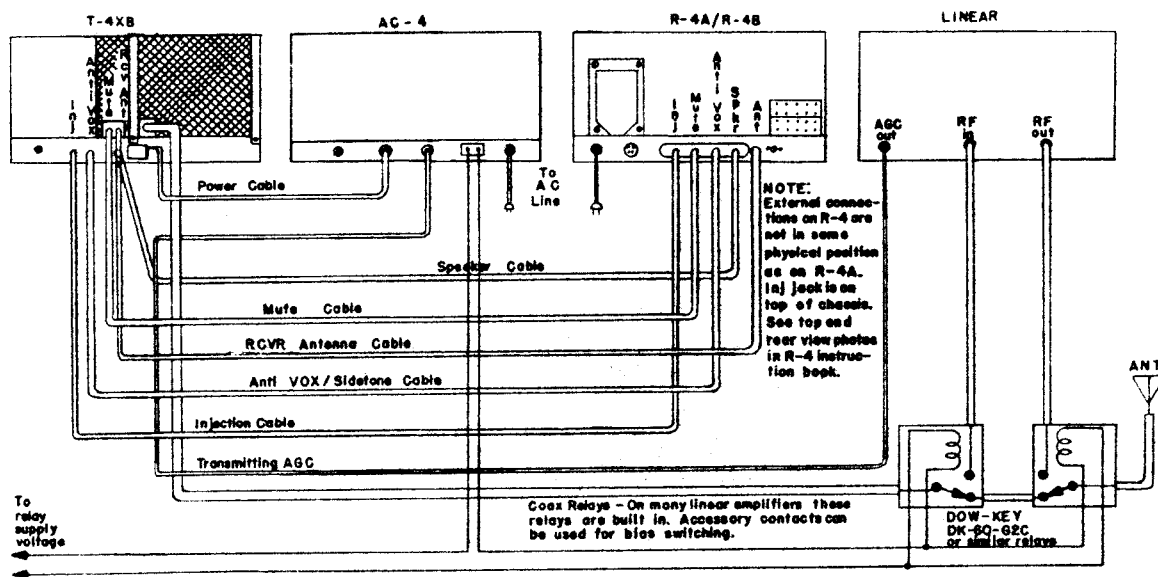 T-4XB
AC-4
R-4A/R-4B
LINEAR
Inj
Anti Vox
Mute
Rcv Ant
Inj
Mute
Anti Vox
Spkr
Ant
AGC out
RF in
RF out
Power Cable
To
AC
Line
NOTE:
External connec-
tions on R-4 are
not in same
physical position
as on R-4A.
Inj jack is on
top of chassis.
See top and
rear view photos
in R-4 instruc-
tion book.
Speaker Cable
Mute Cable
RCVR Antenna Cable
Anti VOX/Sidetone Cable
Injection Cable
Transmitting AGC
ANT
To
relay
supply
voltage
Coax Relays - On many linear amplifiers these
relays are built in. Accessory contacts can
be used for bias switching.
DOW-KEY
DK-60-G2C
or similar relays